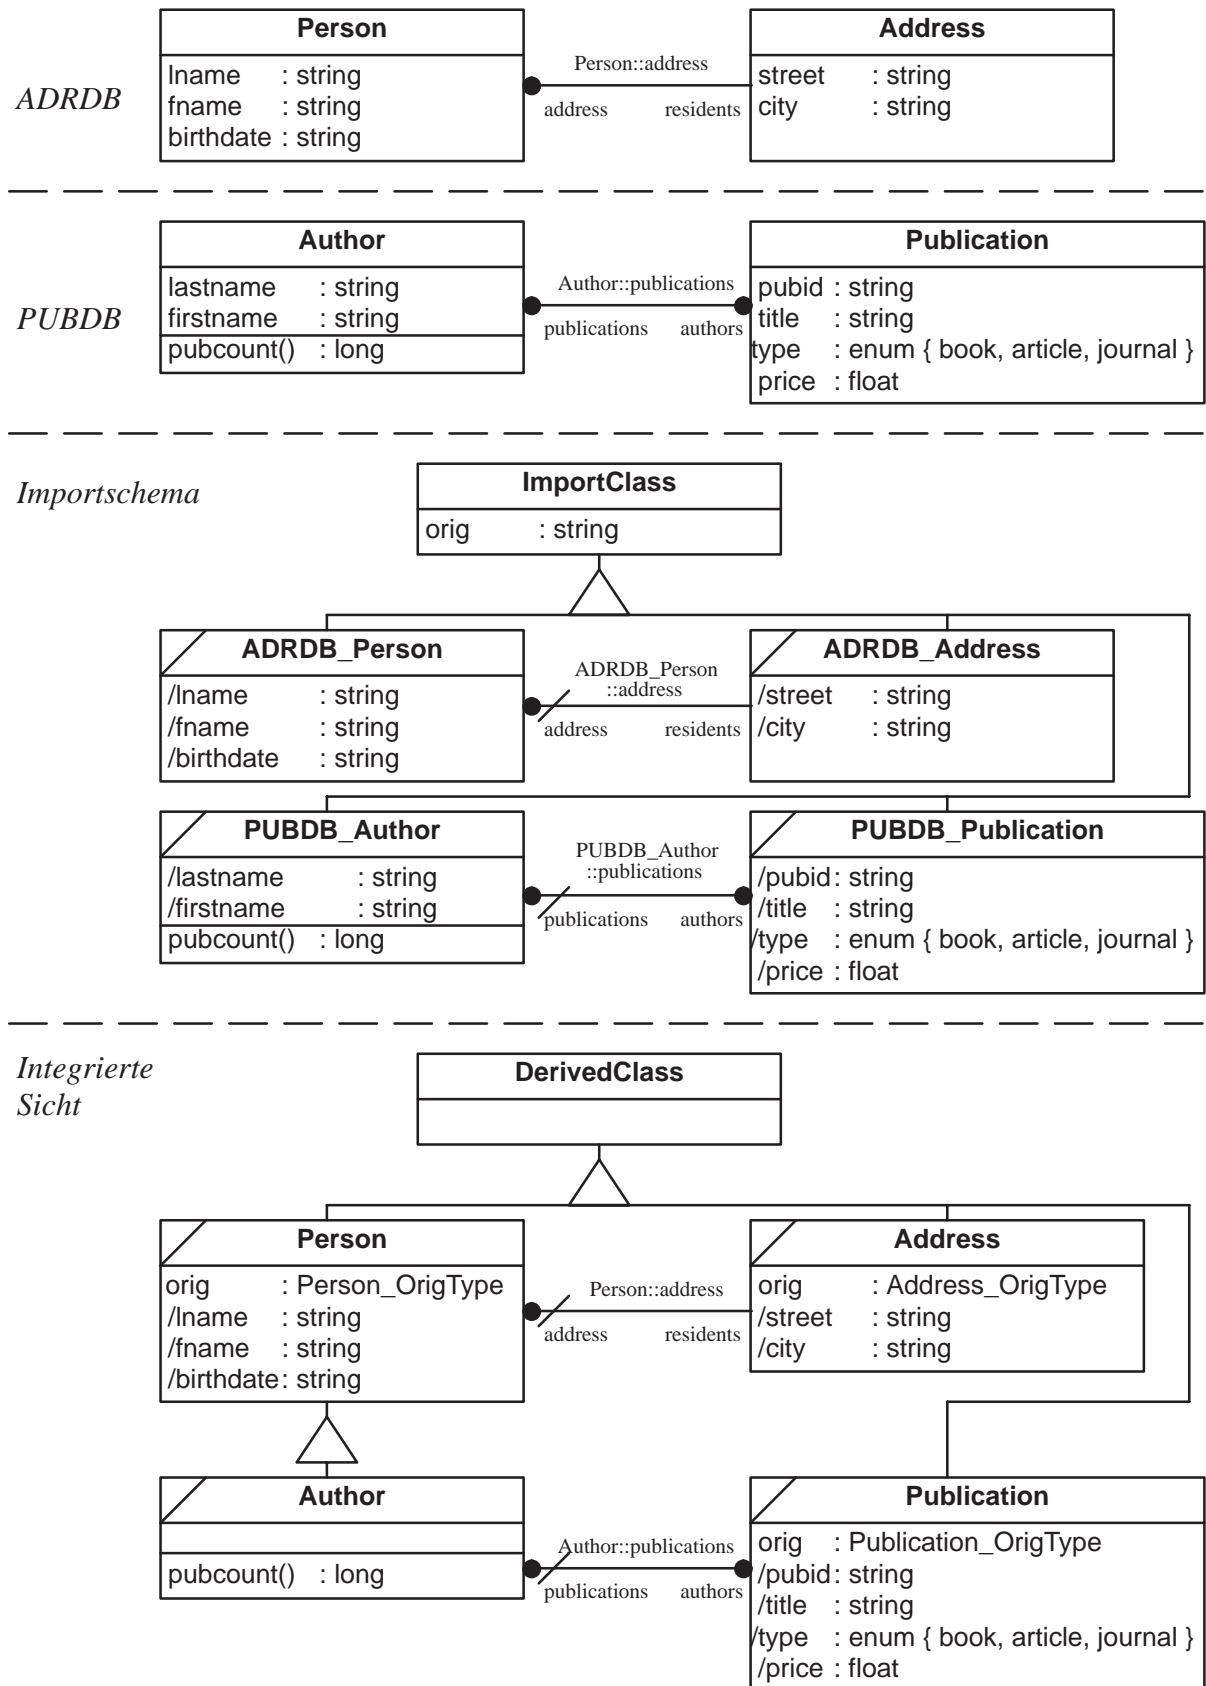 ADRDB
Person
lname : string
fname : string
birthdate : string
Person::address
address residents
Address
street : string
city : string
PUBDB
Author
lastname : string
firstname : string
pubcount() : long
Author::publications
publications authors
Publication
pubid : string
title : string
type : enum { book, article, journal }
price : float
Importschema
ImportClass
orig : string
ADRDB_Person
/lname : string
/fname : string
/birthdate : string
ADRDB_Person
::address
address residents
ADRDB_Address
/street : string
/city : string
PUBDB_Author
/lastname : string
/firstname : string
pubcount() : long
PUBDB_Author
::publications
publications authors
PUBDB_Publication
/pubid : string
/title : string
/type : enum { book, article, journal }
/price : float
Integrierte
Sicht
DerivedClass
Person
orig : Person_OrigType
/lname : string
/fname : string
/birthdate : string
Person::address
address residents
Address
orig : Address_OrigType
/street : string
/city : string
Author
pubcount() : long
Author::publications
publications authors
Publication
orig : Publication_OrigType
/pubid : string
/title : string
/type : enum { book, article, journal }
/price : float